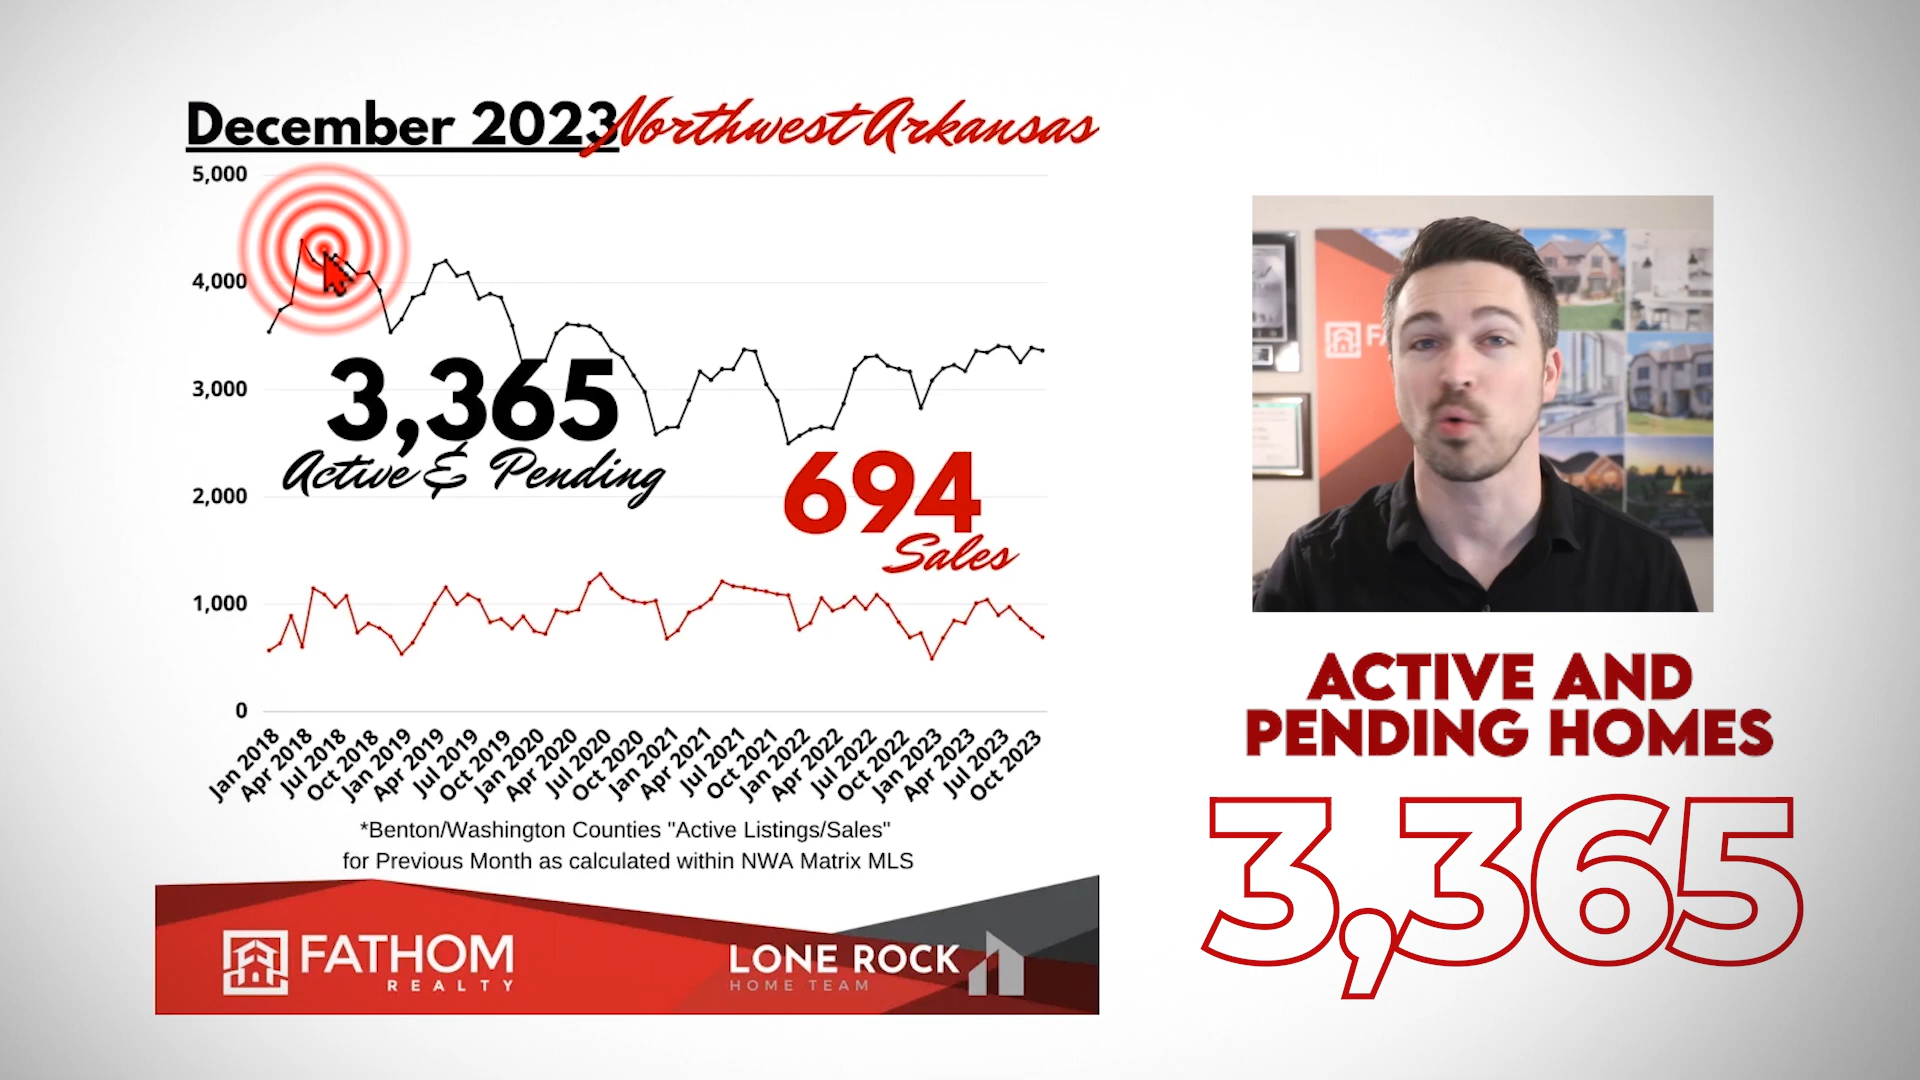 December 2023 Northwest Arkansas
5,000
4,000
3,000
2,000
1,000
0
3,365
Active & Pending
694
Sales
Jan 2018
Apr 2018
Jul 2018
Oct 2018
Jan 2019
Apr 2019
Jul 2019
Oct 2019
Jan 2020
Apr 2020
Jul 2020
Oct 2020
Jan 2021
Apr 2021
Jul 2021
Oct 2021
Jan 2022
Apr 2022
Jul 2022
Oct 2022
Jan 2023
Apr 2023
Jul 2023
Oct 2023
*Benton/Washington Counties "Active Listings/Sales"
for Previous Month as calculated within NWA Matrix MLS
FATHOM
REALTY
LONE ROCK
HOME TEAM
ACTIVE AND
PENDING HOMES
3,365